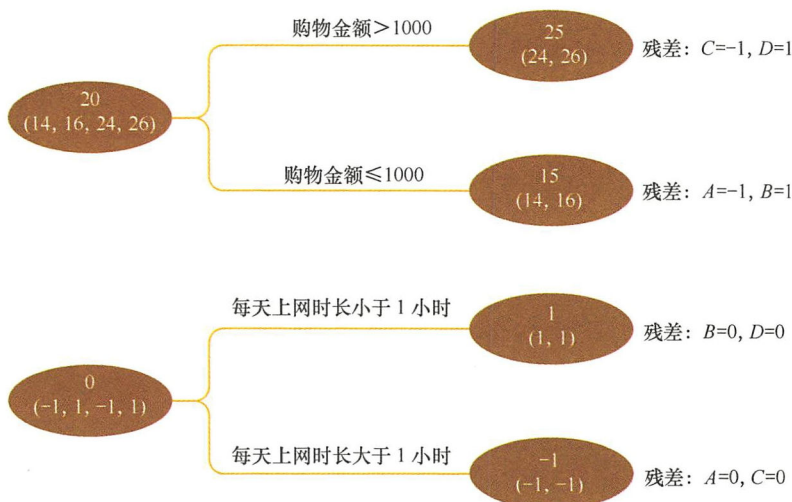 购物金额>1000
25
(24, 26)
残差：C=-1, D=1
20
(14, 16, 24, 26)
购物金额≤1000
15
(14, 16)
残差：A=-1, B=1
每天上网时长小于 1 小时
1
(1, 1)
残差：B=0, D=0
0
(-1, 1, -1, 1)
每天上网时长大于 1 小时
-1
(-1, -1)
残差：A=0, C=0